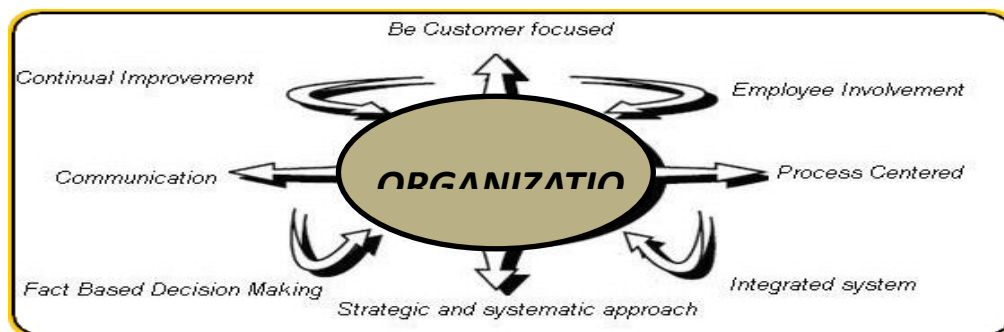 Be Customer focused
Continual Improvement
Employee Involvement
ORGANIZATIO
Communication
Process Centered
Fact Based Decision Making
Integrated system
Strategic and systematic approach